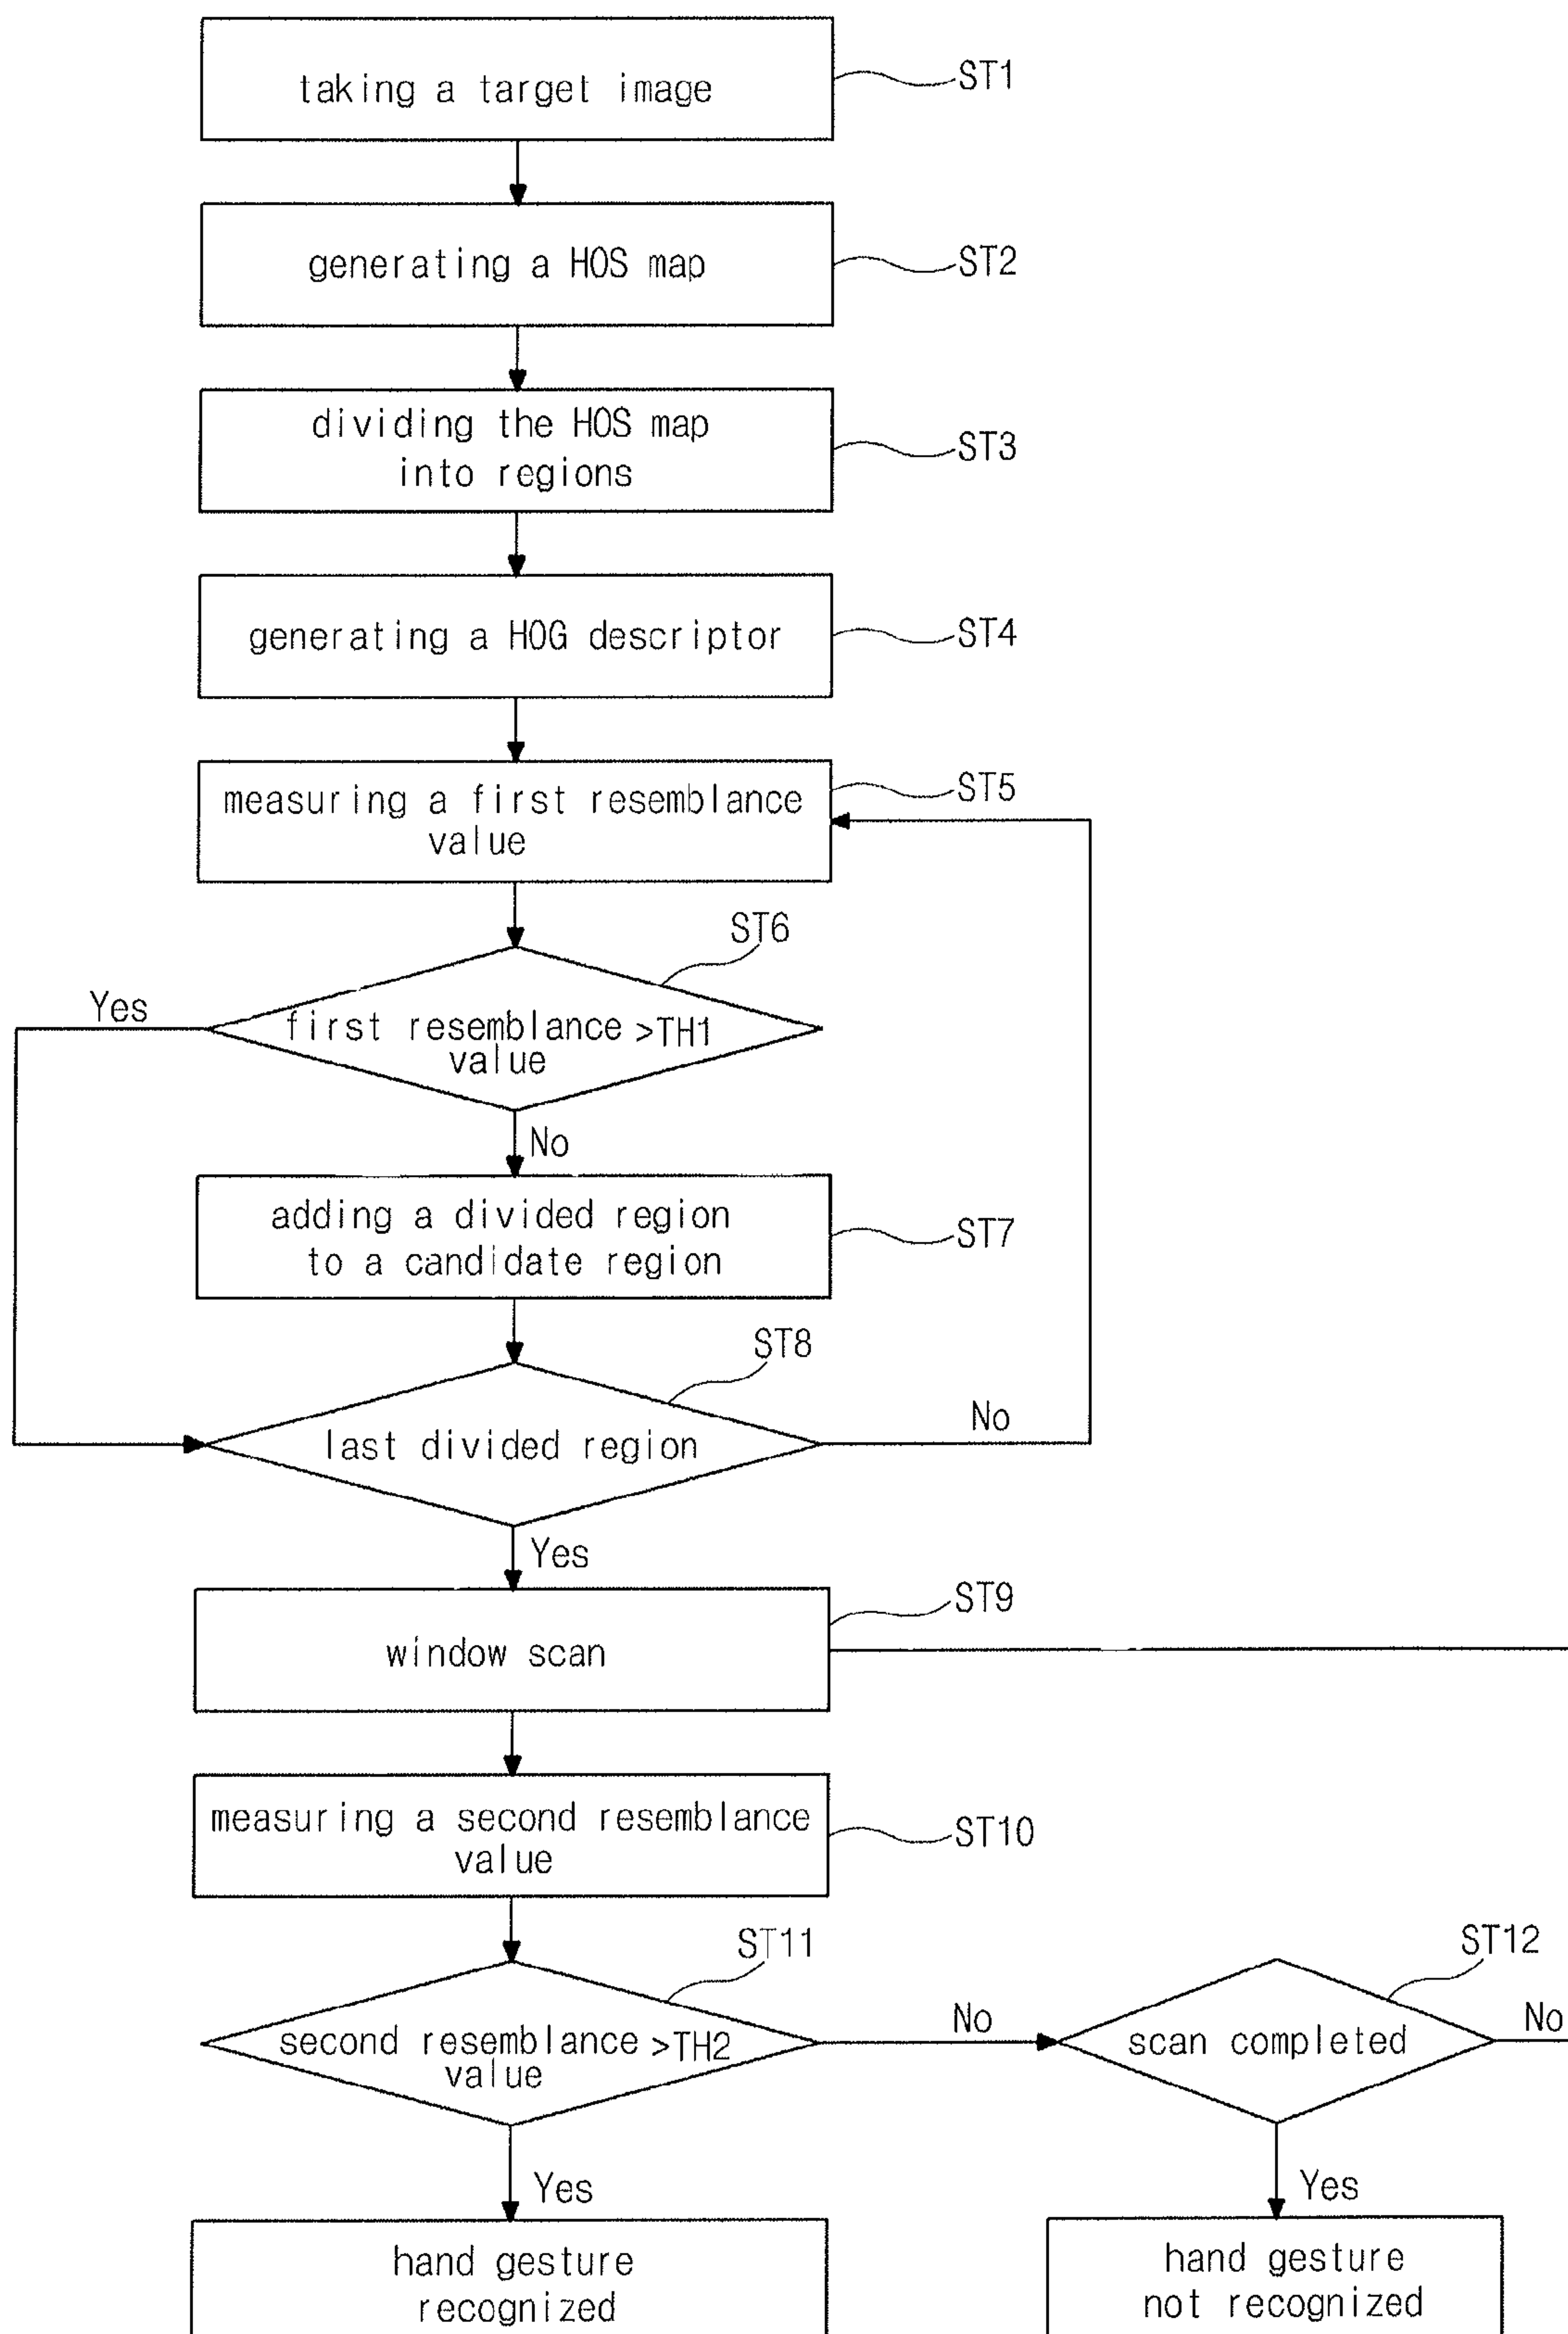 taking a target image
ST1
generating a HOS map
ST2
dividing the HOS map
into regions
ST3
generating a HOG descriptor
ST4
measuring a first resemblance
value
ST5
ST6
Yes
first resemblance >TH1
value
No
adding a divided region
to a candidate region
ST7
ST8
last divided region
No
Yes
window scan
ST9
measuring a second resemblance
value
ST10
ST11
second resemblance >TH2
value
No
ST12
scan completed
No
Yes
Yes
hand gesture
recognized
hand gesture
not recognized